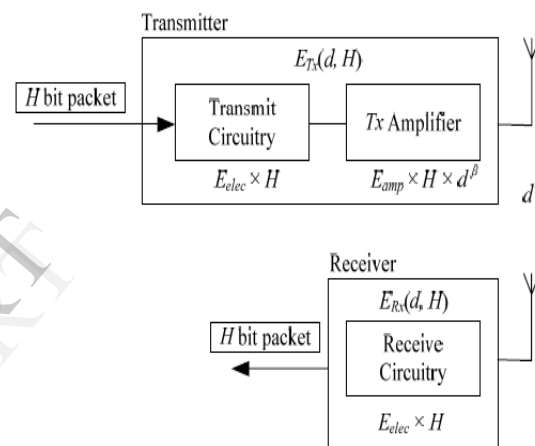 Transmitter
E_Tx(d, H)
H bit packet
Transmit
Circuitry
Tx Amplifier
E_elec × H
E_amp × H × d^β
d
Receiver
E_Rx(d, H)
H bit packet
Receive
Circuitry
E_elec × H